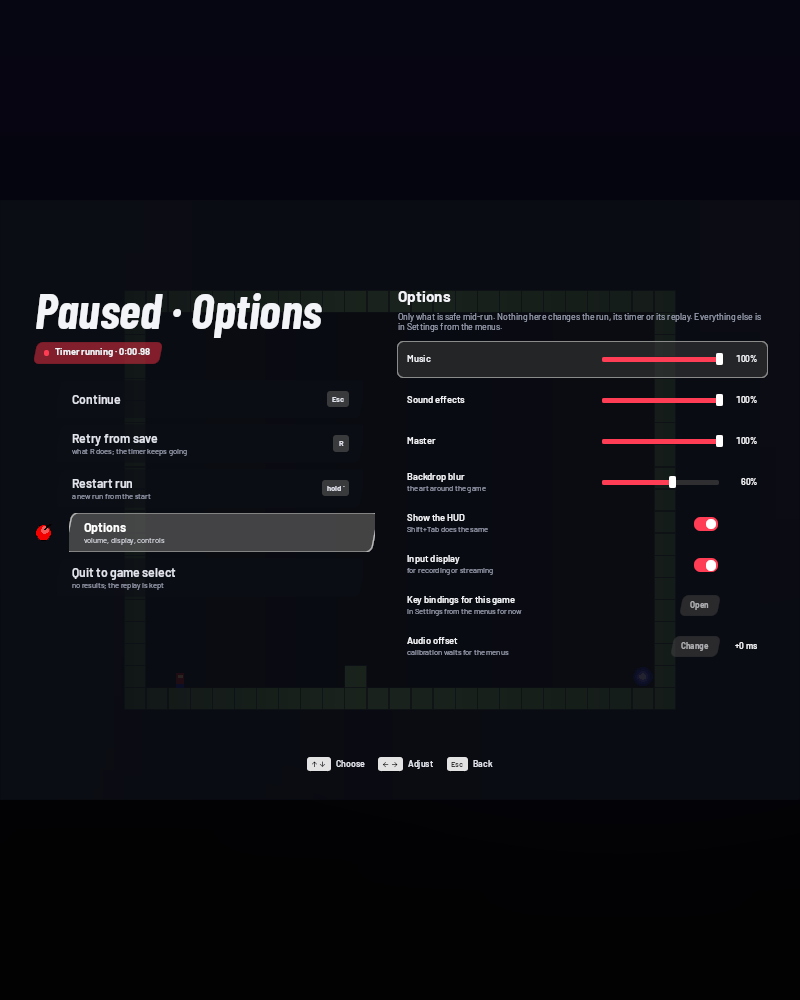 Paused · Options
Timer running · 0:00.98
Continue
Esc
Retry from save
what R does; the timer keeps going
R
Restart run
a new run from the start
hold `
Options
volume, display, controls
Quit to game select
no results; the replay is kept
Options
Only what is safe mid-run. Nothing here changes the run, its timer or its replay. Everything else is
in Settings from the menus.
Music
100%
Sound effects
100%
Master
100%
Backdrop blur
the art around the game
60%
Show the HUD
Shift+Tab does the same
Input display
for recording or streaming
Key bindings for this game
in Settings from the menus for now
Open
Audio offset
calibration waits for the menus
Change
+0 ms
↑ ↓ Choose ← → Adjust Esc Back